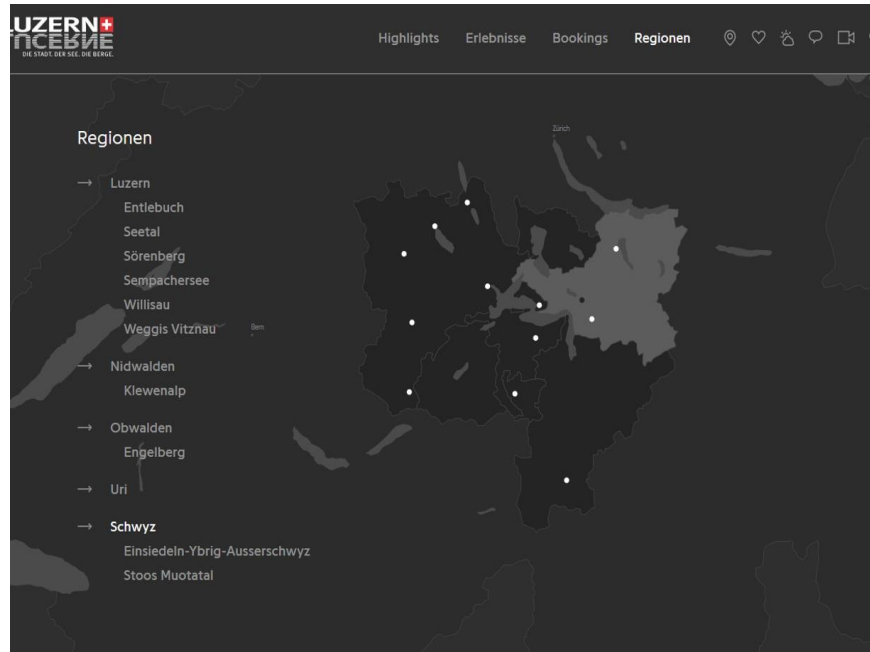 LUZERN
LUCERNE
DIE STADT. DER SEE. DIE BERGE.
Highlights Erlebnisse Bookings Regionen
Regionen
Zürich
→ Luzern
Entlebuch
Seetal
Sörenberg
Sempachersee
Willisau
Weggis Vitznau
Bern
→ Nidwalden
Klewenalp
→ Obwalden
Engelberg
→ Uri
→ Schwyz
Einsiedeln-Ybrig-Ausserschwyz
Stoos Muotatal